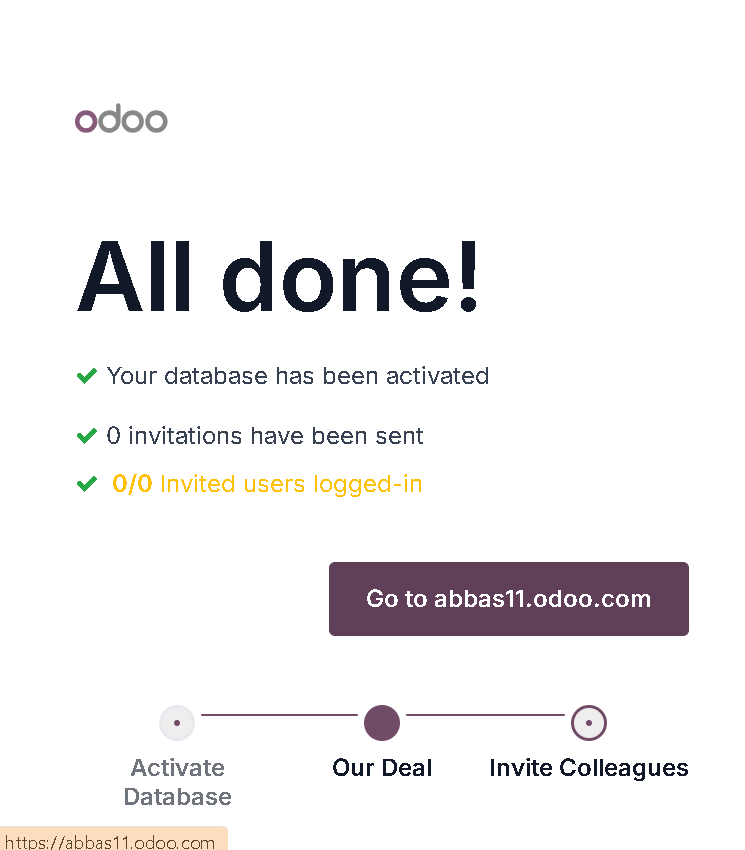 odoo
All done!
Your database has been activated
0 invitations have been sent
0/0 Invited users logged-in
Go to abbas11.odoo.com
Activate
Database
Our Deal
Invite Colleagues
https://abbas11.odoo.com